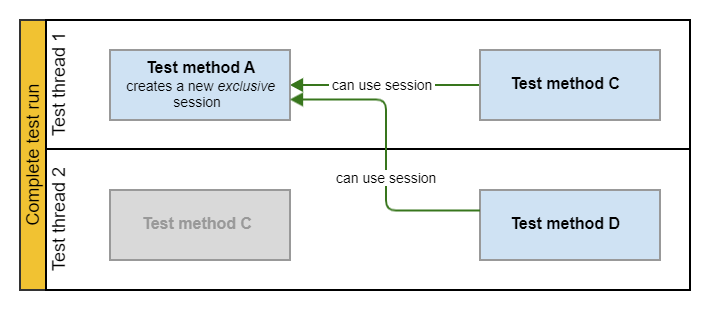 Complete test run
Test thread 1
Test method A
creates a new exclusive
session
can use session
Test method C
can use session
Test thread 2
Test method C
Test method D